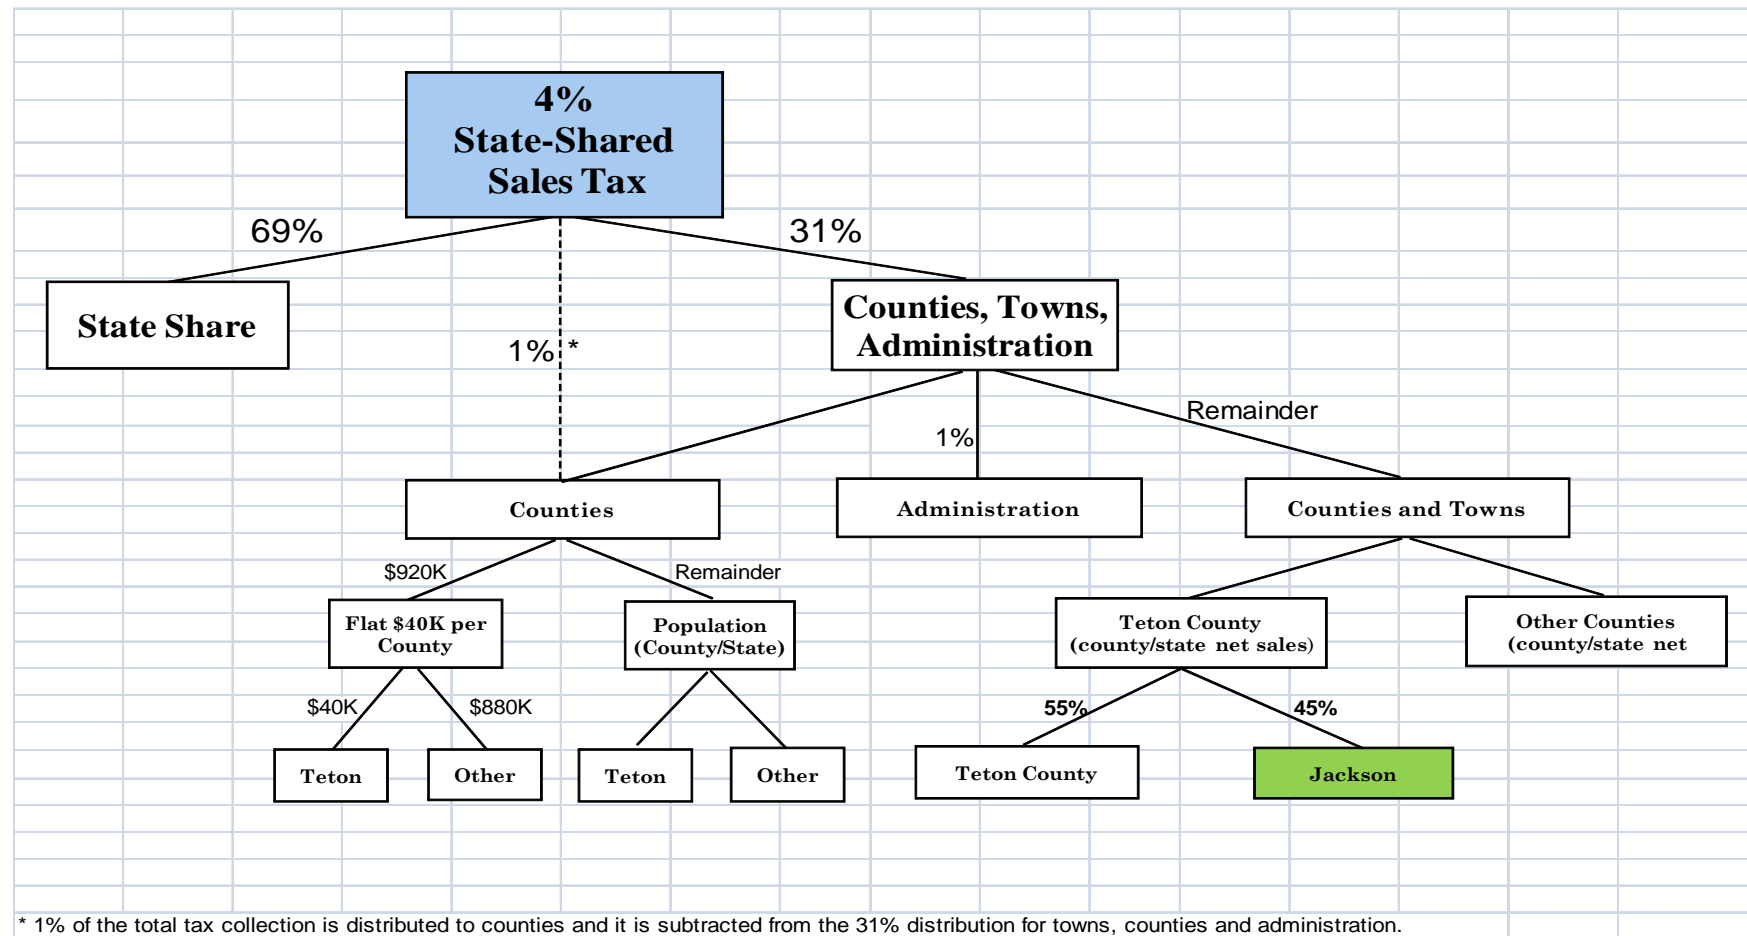 4%
State-Shared
Sales Tax
69%
31%
State Share
Counties, Towns,
Administration
1% *
Remainder
1%
Counties
Administration
Counties and Towns
$920K
Remainder
Flat $40K per
County
Population
(County/State)
Teton County
(county/state net sales)
Other Counties
(county/state net
$40K
$880K
55%
45%
Teton
Other
Teton
Other
Teton County
Jackson
* 1% of the total tax collection is distributed to counties and it is subtracted from the 31% distribution for towns, counties and administration.